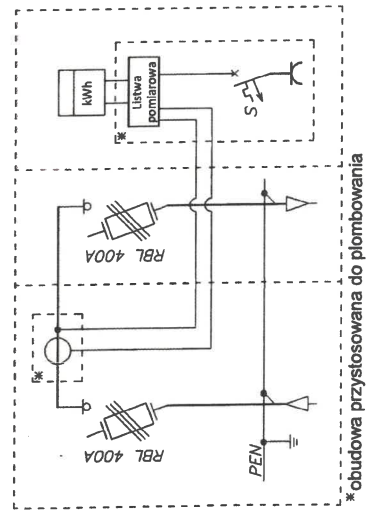 kWh
Listwa
pomiarowa
*
S
RBL 400A
*
RBL 400A
PEN
* obudowa przystosowana do plombowania